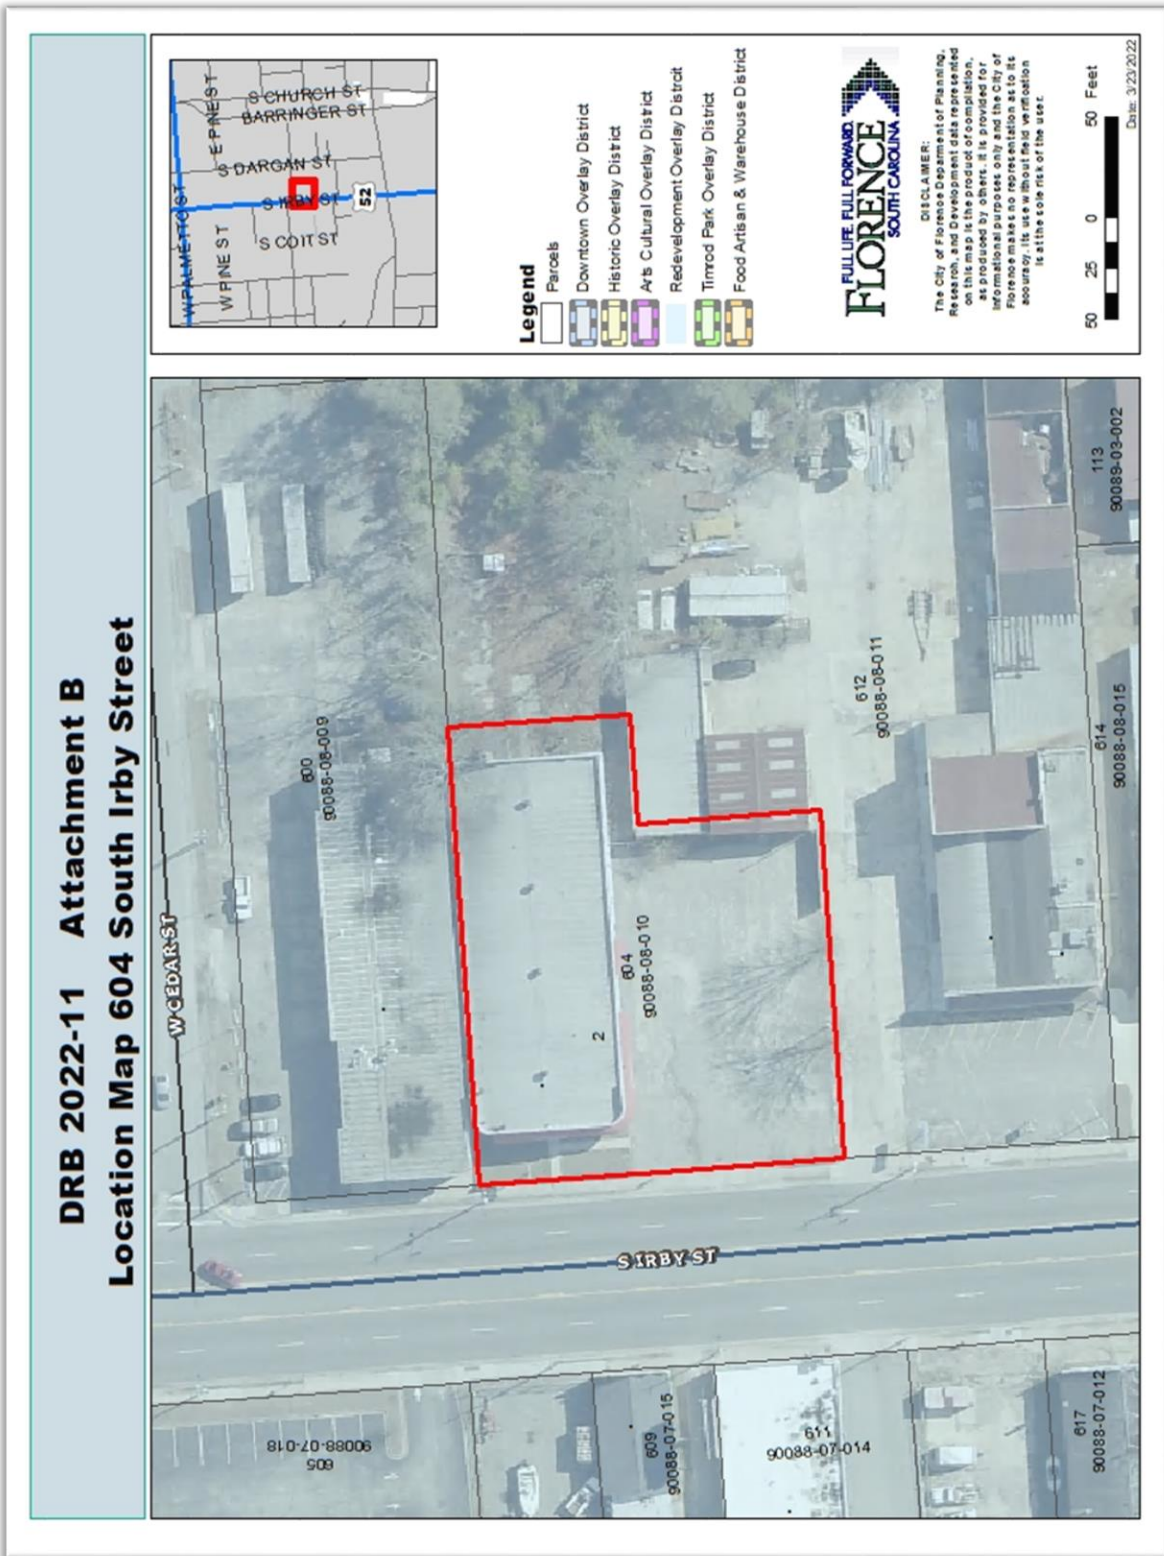 DRB 2022-11 Attachment B
Location Map 604 South Irby Street
W CEDAR ST
600
90088-08-009
604
90088-08-010
2
612
90088-08-011
614
90088-08-015
113
90089-03-002
S IRBY ST
605
90088-07-018
609
90088-07-015
611
90088-07-014
617
90088-07-012
W PALMETTO ST
E PINE ST
W PINE ST
S CHURCH ST
BARRINGER ST
S DARGAN ST
S IRBY ST
S COIT ST
52
Legend
Parcels
Downtown Overlay District
Historic Overlay District
Arts Cultural Overlay District
Redevelopment Overlay Distrcit
Timrod Park Overlay District
Food Artisan & Warehouse District
FULL LIFE. FULL FORWARD.
FLORENCE
SOUTH CAROLINA
DISCLAIMER:
The City of Florence Department of Planning,
Research, and Development data represented
on this map is the product of compilation,
as produced by others. It is provided for
informational purposes only and the City of
Florence makes no representation as to its
accuracy. Its use without field verification
is at the sole risk of the user.
50 25 0 50 Feet
Date: 3/23/2022